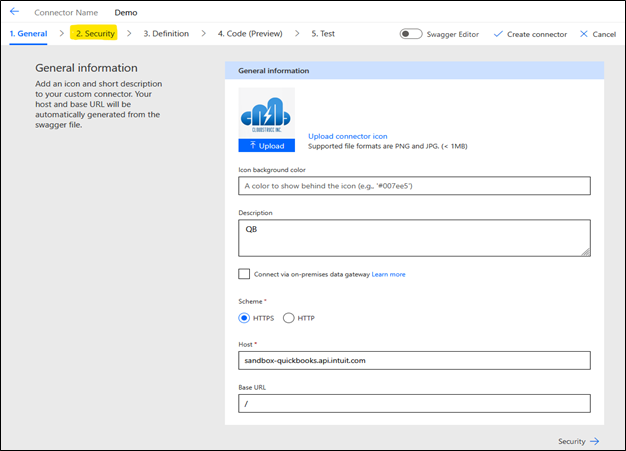 Connector Name Demo
1. General 2. Security 3. Definition 4. Code (Preview) 5. Test Swagger Editor Create connector Cancel
General information
Add an icon and short description
to your custom connector. Your
host and base URL will be
automatically generated from the
swagger file.
General information
CLOUDSTRUCC INC.
Upload
Upload connector icon
Supported file formats are PNG and JPG. (< 1MB)
Icon background color
A color to show behind the icon (e.g., '#007ee5')
Description
QB
Connect via on-premises data gateway Learn more
Scheme *
HTTPS HTTP
Host *
sandbox-quickbooks.api.intuit.com
Base URL
/
Security